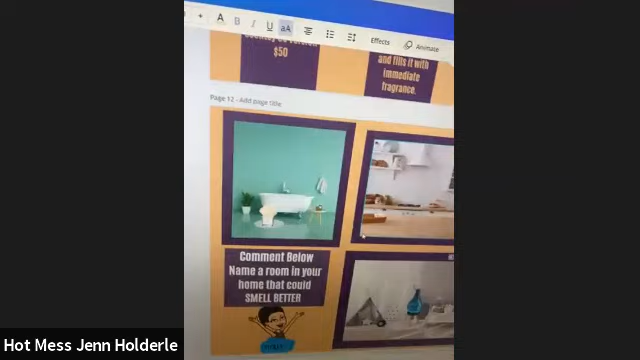 A B I U aA
Effects
Animate
$50
and fills it with
immediate
fragrance.
Page 12 - Add page title
Comment Below
Name a room in your
home that could
SMELL BETTER
Hot Mess Jenn Holderle